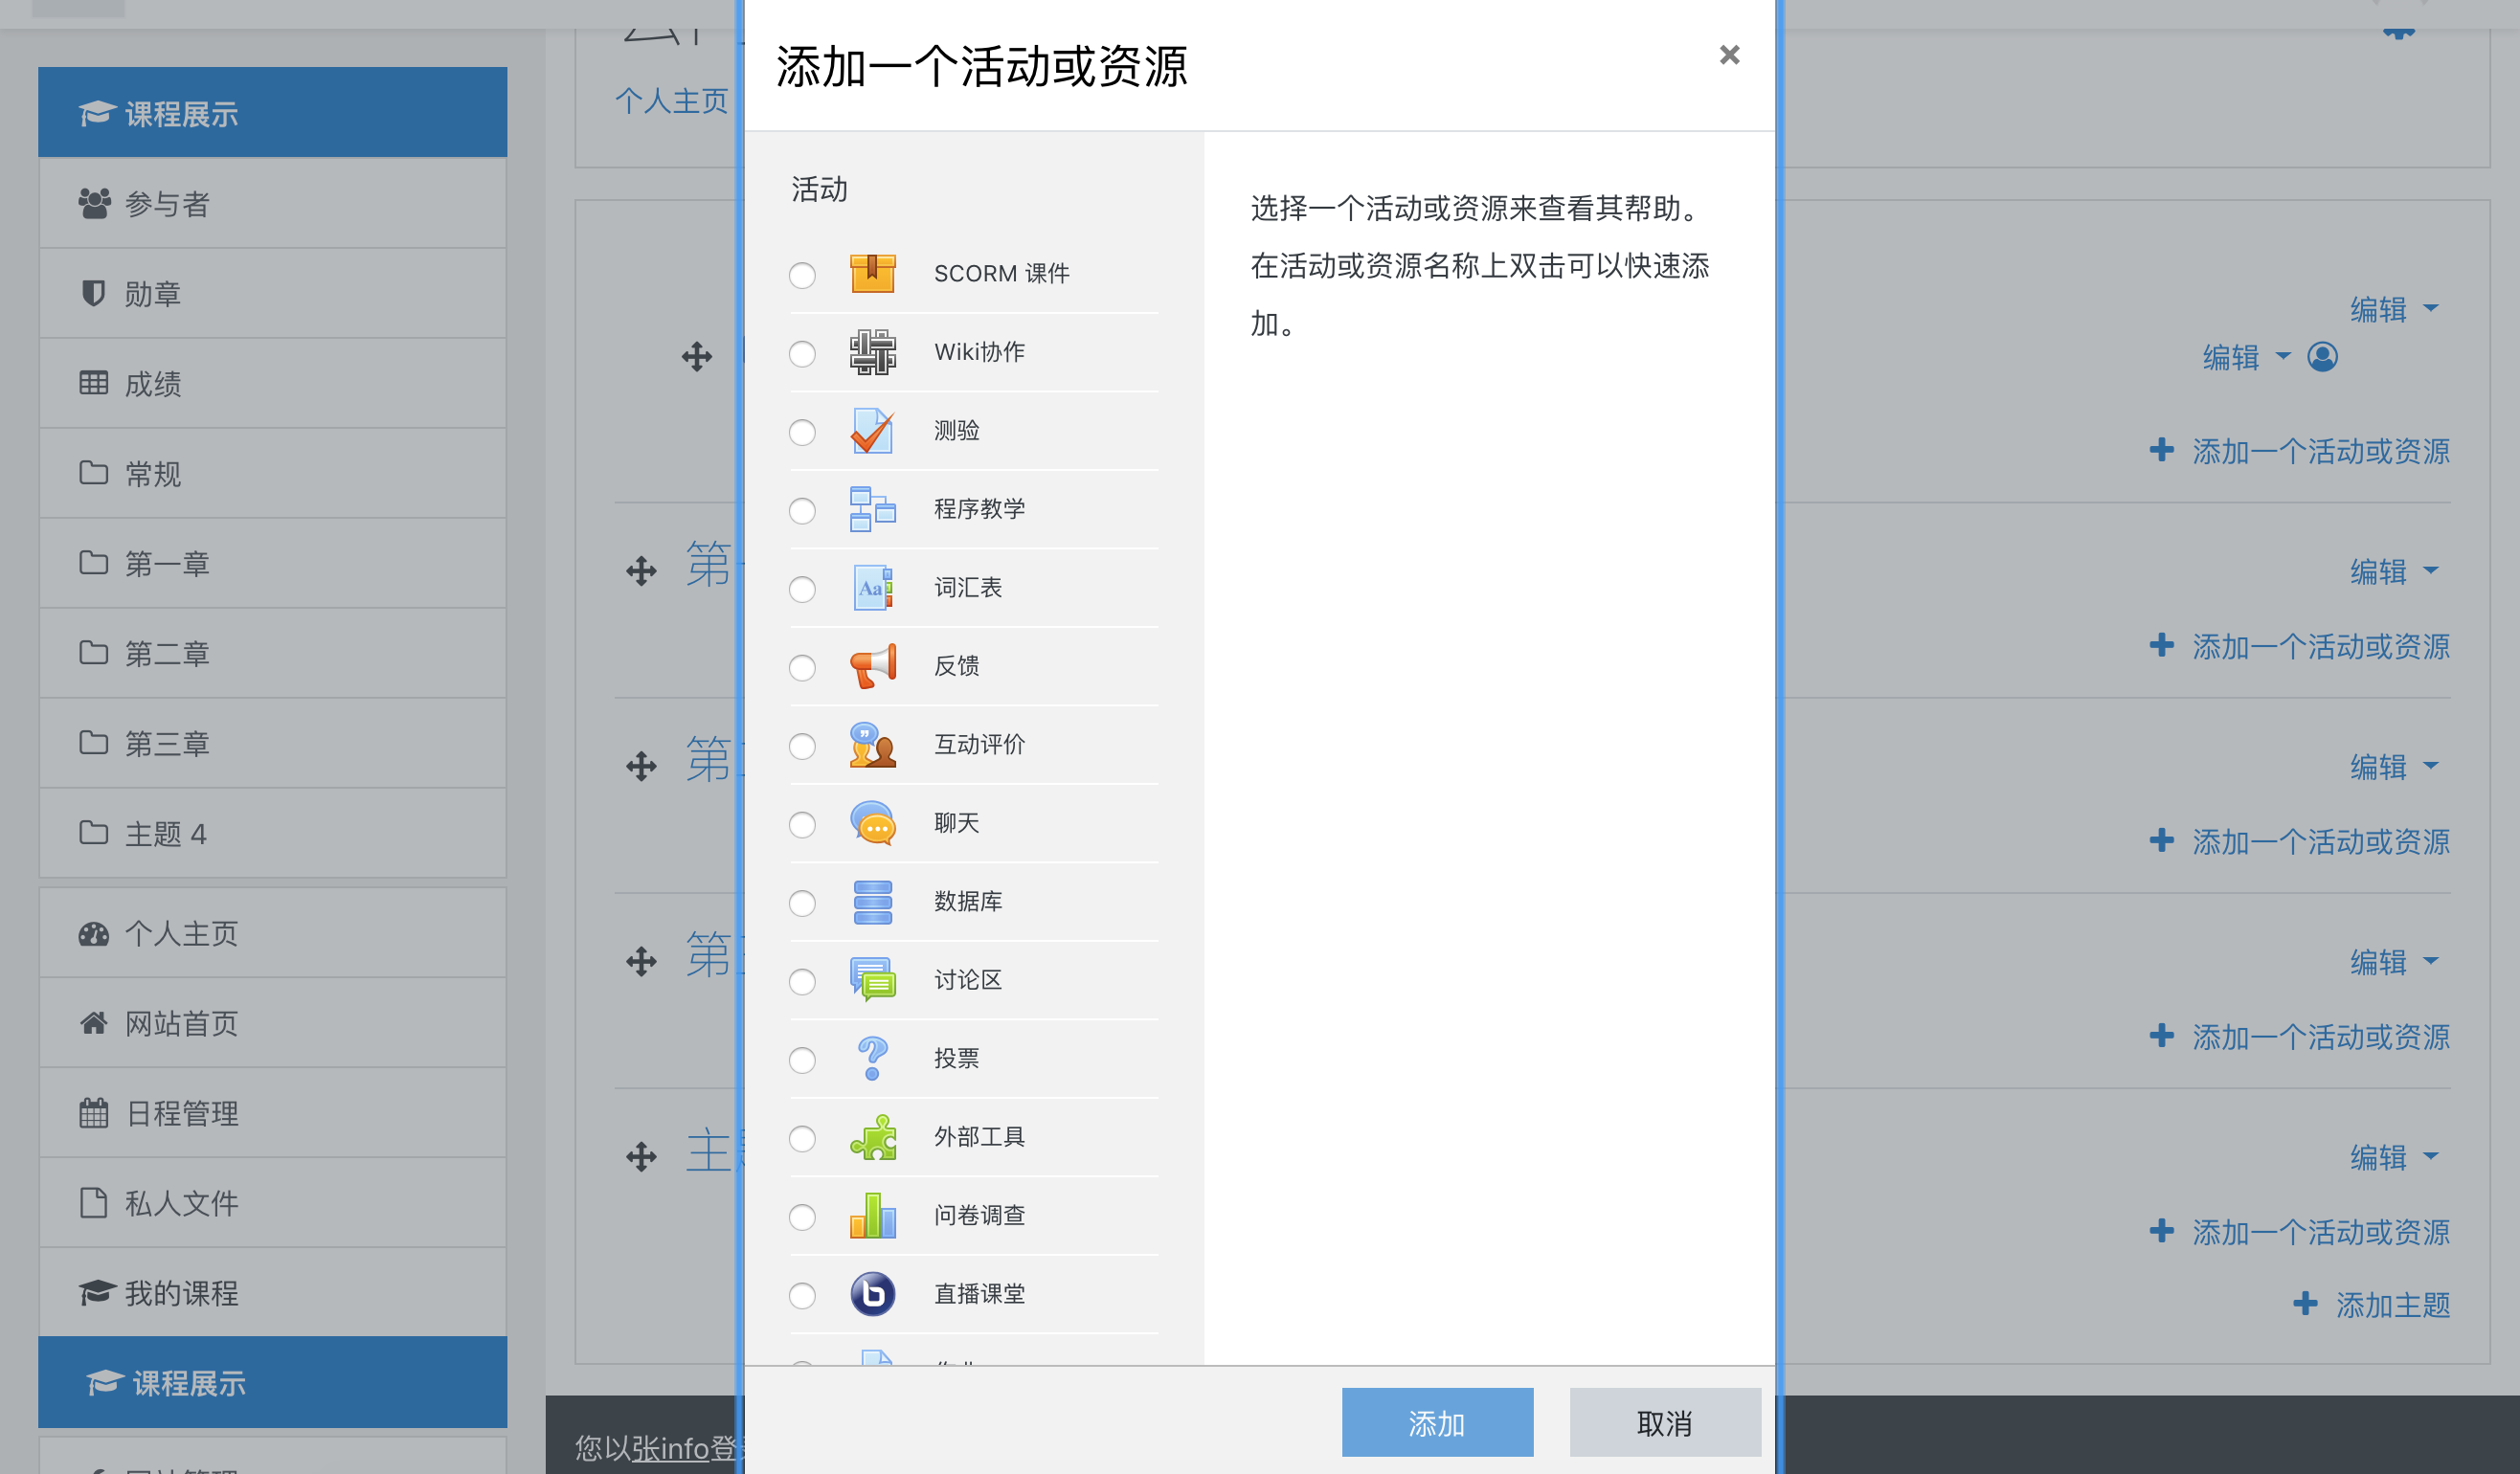 课程展示
参与者
勋章
成绩
常规
第一章
第二章
第三章
主题 4
个人主页
网站首页
日程管理
私人文件
我的课程
课程展示
个人主页
第
第
第
主
您以张info登
添加一个活动或资源
×
活动
SCORM 课件
Wiki协作
测验
程序教学
词汇表
反馈
互动评价
聊天
数据库
讨论区
投票
外部工具
问卷调查
直播课堂
选择一个活动或资源来查看其帮助。
在活动或资源名称上双击可以快速添
加。
添加
取消
编辑
编辑
添加一个活动或资源
编辑
添加一个活动或资源
编辑
添加一个活动或资源
编辑
添加一个活动或资源
编辑
添加一个活动或资源
添加主题